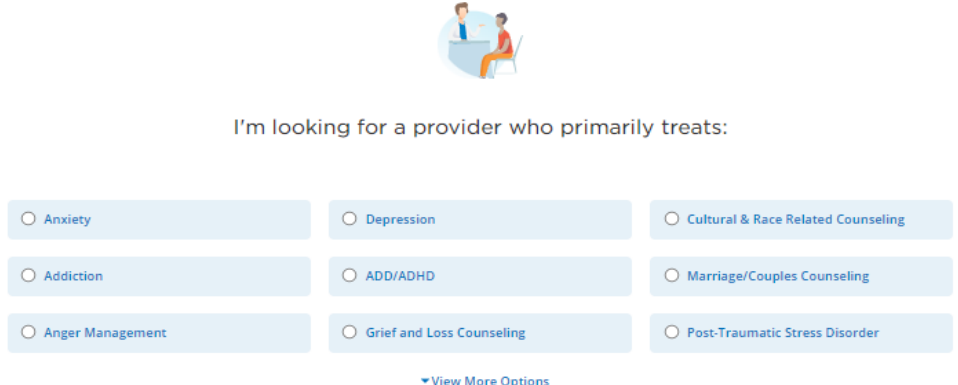 I'm looking for a provider who primarily treats:
Anxiety
Depression
Cultural & Race Related Counseling
Addiction
ADD/ADHD
Marriage/Couples Counseling
Anger Management
Grief and Loss Counseling
Post-Traumatic Stress Disorder
View More Options